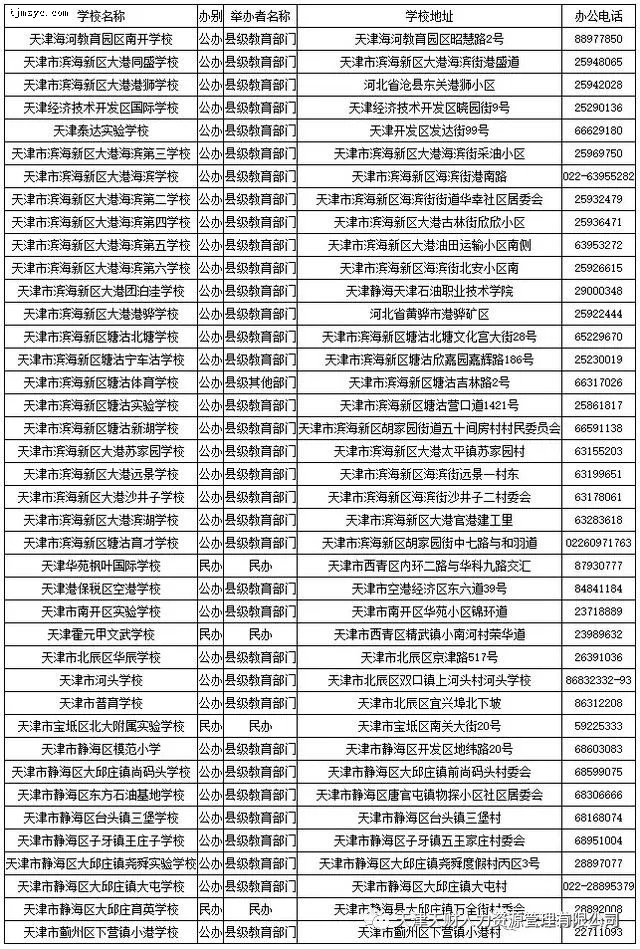 tjmsyc.com
学校名称 办别 举办者名称 学校地址 办公电话
天津海河教育园区南开学校 公办 县级教育部门 天津海河教育园区昭慧路2号 88977850
天津市滨海新区大港同盛学校 公办 县级教育部门 天津市滨海新区大港海滨街港盛道 25948065
天津市滨海新区大港港狮学校 公办 县级教育部门 河北省沧县东关港狮小区 25942028
天津经济技术开发区国际学校 公办 县级教育部门 天津经济技术开发区晓园街9号 25290136
天津泰达实验学校 公办 县级教育部门 天津开发区发达街99号 66629180
天津市滨海新区大港海滨第三学校 公办 县级教育部门 天津市滨海新区大港海滨街采油小区 25969750
天津市滨海新区大港海滨学校 公办 县级教育部门 天津市滨海新区海滨街港南路 022-63955282
天津市滨海新区大港海滨第二学校 公办 县级教育部门 天津市滨海新区海滨街街道华幸社区居委会 25932479
天津市滨海新区大港海滨第四学校 公办 县级教育部门 天津市滨海新区大港古林街欣欣小区 25936471
天津市滨海新区大港海滨第五学校 公办 县级教育部门 天津市滨海新区大港油田运输小区南侧 63953272
天津市滨海新区大港海滨第六学校 公办 县级教育部门 天津市滨海新区海滨街北安小区南 25926615
天津市滨海新区大港团泊洼学校 公办 县级教育部门 天津静海天津石油职业技术学院 29000348
天津市滨海新区大港港骅学校 公办 县级教育部门 河北省黄骅市港骅矿区 25922444
天津市滨海新区塘沽北塘学校 公办 县级教育部门 天津市滨海新区塘沽北塘文化宫大街28号 65229670
天津市滨海新区塘沽宁车沽学校 公办 县级教育部门 天津市滨海新区塘沽欣嘉园嘉辉路186号 25230019
天津市滨海新区塘沽体育学校 公办 县级其他部门 天津市滨海新区塘沽吉林路2号 66317026
天津市滨海新区塘沽实验学校 公办 县级教育部门 天津市滨海新区塘沽营口道1421号 25861817
天津市滨海新区塘沽新湖学校 公办 县级教育部门 天津市滨海新区胡家园街道五十间房村村民委员会 66591138
天津市滨海新区大港苏家园学校 公办 县级教育部门 天津市滨海新区大港太平镇苏家园村 63155203
天津市滨海新区大港远景学校 公办 县级教育部门 天津市滨海新区海滨街远景一村东 63199651
天津市滨海新区大港沙井子学校 公办 县级教育部门 天津市滨海新区海滨街沙井子二村委会 63178061
天津市滨海新区大港滨湖学校 公办 县级教育部门 天津市滨海新区大港官港建工里 63283618
天津市滨海新区塘沽育才学校 公办 县级教育部门 天津市滨海新区胡家园街中七路与和羽道 02260971763
天津华苑枫叶国际学校 民办 民办 天津市西青区内环二路与华科九路交汇 87930777
天津港保税区空港学校 公办 县级教育部门 天津市空港经济区东六道39号 84841184
天津市南开区实验学校 公办 县级教育部门 天津市南开区华苑小区锦环道 23718889
天津霍元甲文武学校 民办 民办 天津市西青区精武镇小南河村荣华道 23989632
天津市北辰区华辰学校 公办 县级教育部门 天津市北辰区京津路517号 26391036
天津市河头学校 公办 县级教育部门 天津市北辰区双口镇上河头村河头学校 86832332-93
天津市普育学校 公办 县级教育部门 天津市北辰区宜兴埠北下坡 86312208
天津市宝坻区北大附属实验学校 民办 民办 天津市宝坻区南关大街20号 59225333
天津市静海区模范小学 公办 县级教育部门 天津市静海区开发区地纬路20号 68603083
天津市静海区大邱庄镇尚码头学校 公办 县级教育部门 天津市静海区大邱庄镇前尚码头村委会 68599075
天津市静海区东方石油基地学校 公办 县级教育部门 天津市静海区唐官屯镇物探小区社区居委会 68306666
天津市静海区台头镇三堡学校 公办 县级教育部门 天津市静海区台头镇三堡村 68168074
天津市静海区子牙镇王庄子学校 公办 县级教育部门 天津市静海区子牙镇五王家庄村委会 68951004
天津市静海区大邱庄镇尧舜实验学校 公办 县级教育部门 天津市静海区大邱庄镇尧舜度假村丙区3号 28897077
天津市静海区大邱庄镇大屯学校 公办 县级教育部门 天津市静海区大邱庄镇大屯村 022-28895379
天津市静海区大邱庄育英学校 民办 民办 天津市静海县大邱庄镇万全街村委会 28892008
天津市蓟州区下营镇小港学校 公办 县级教育部门 天津市蓟州区下营镇小港村 22711093